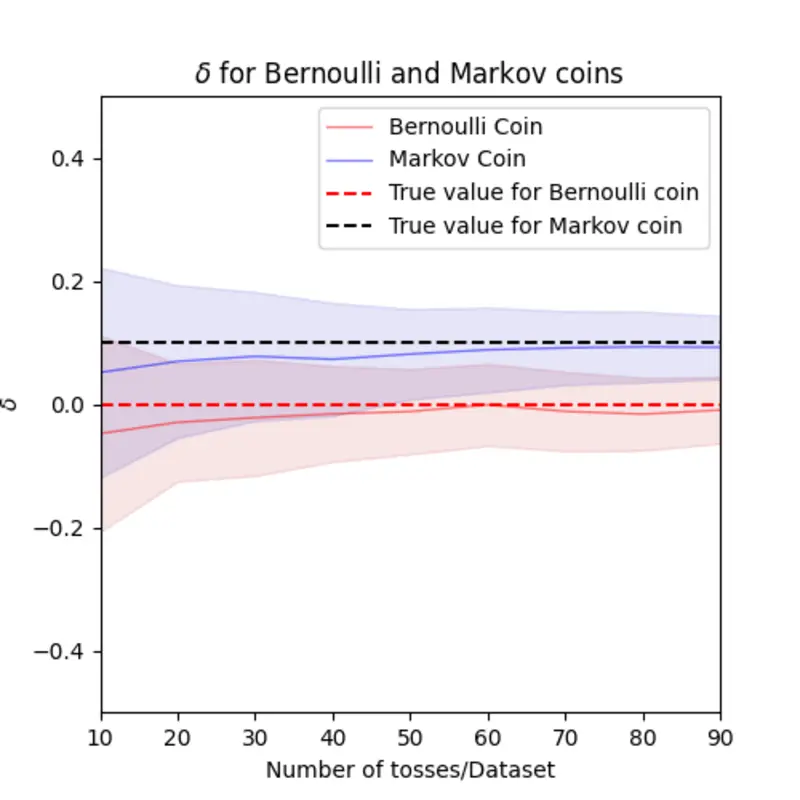 δ for Bernoulli and Markov coins
Bernoulli Coin
Markov Coin
True value for Bernoulli coin
True value for Markov coin
0.4
0.2
0.0
−0.2
−0.4
δ
10 20 30 40 50 60 70 80 90
Number of tosses/Dataset